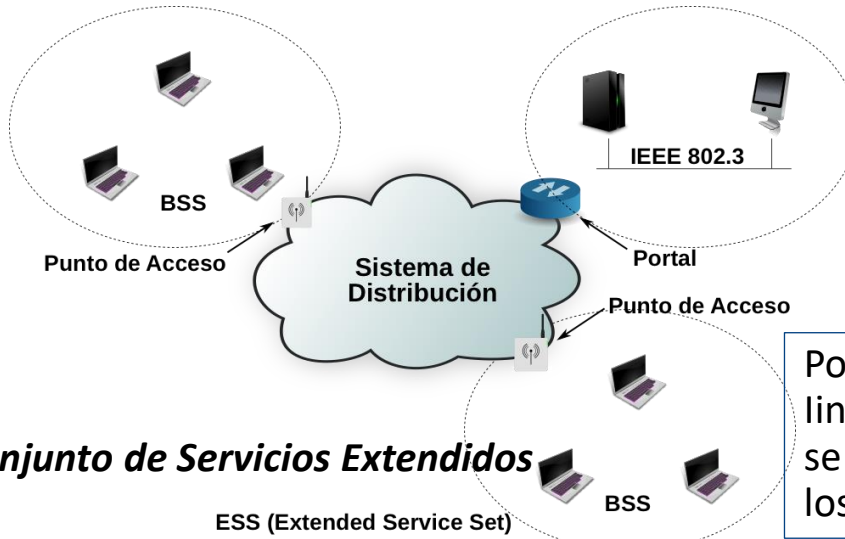 IEEE 802.3
BSS
Punto de Acceso
Portal
Sistema de
Distribución
Punto de Acceso
njunto de Servicios Extendidos
BSS
ESS (Extended Service Set)
Po
lin
se
los